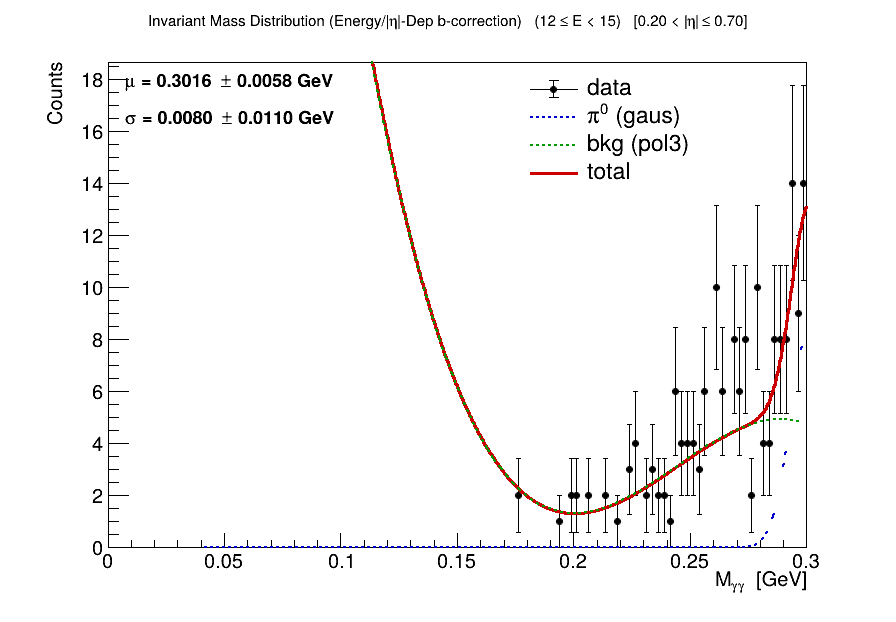 Invariant Mass Distribution (Energy/|η|-Dep b-correction) (12 ≤ E < 15) [0.20 < |η| ≤ 0.70]
Counts
μ = 0.3016 ± 0.0058 GeV
σ = 0.0080 ± 0.0110 GeV
data
π⁰ (gaus)
bkg (pol3)
total
18
16
14
12
10
8
6
4
2
0
0 0.05 0.1 0.15 0.2 0.25 0.3
Mγγ [GeV]